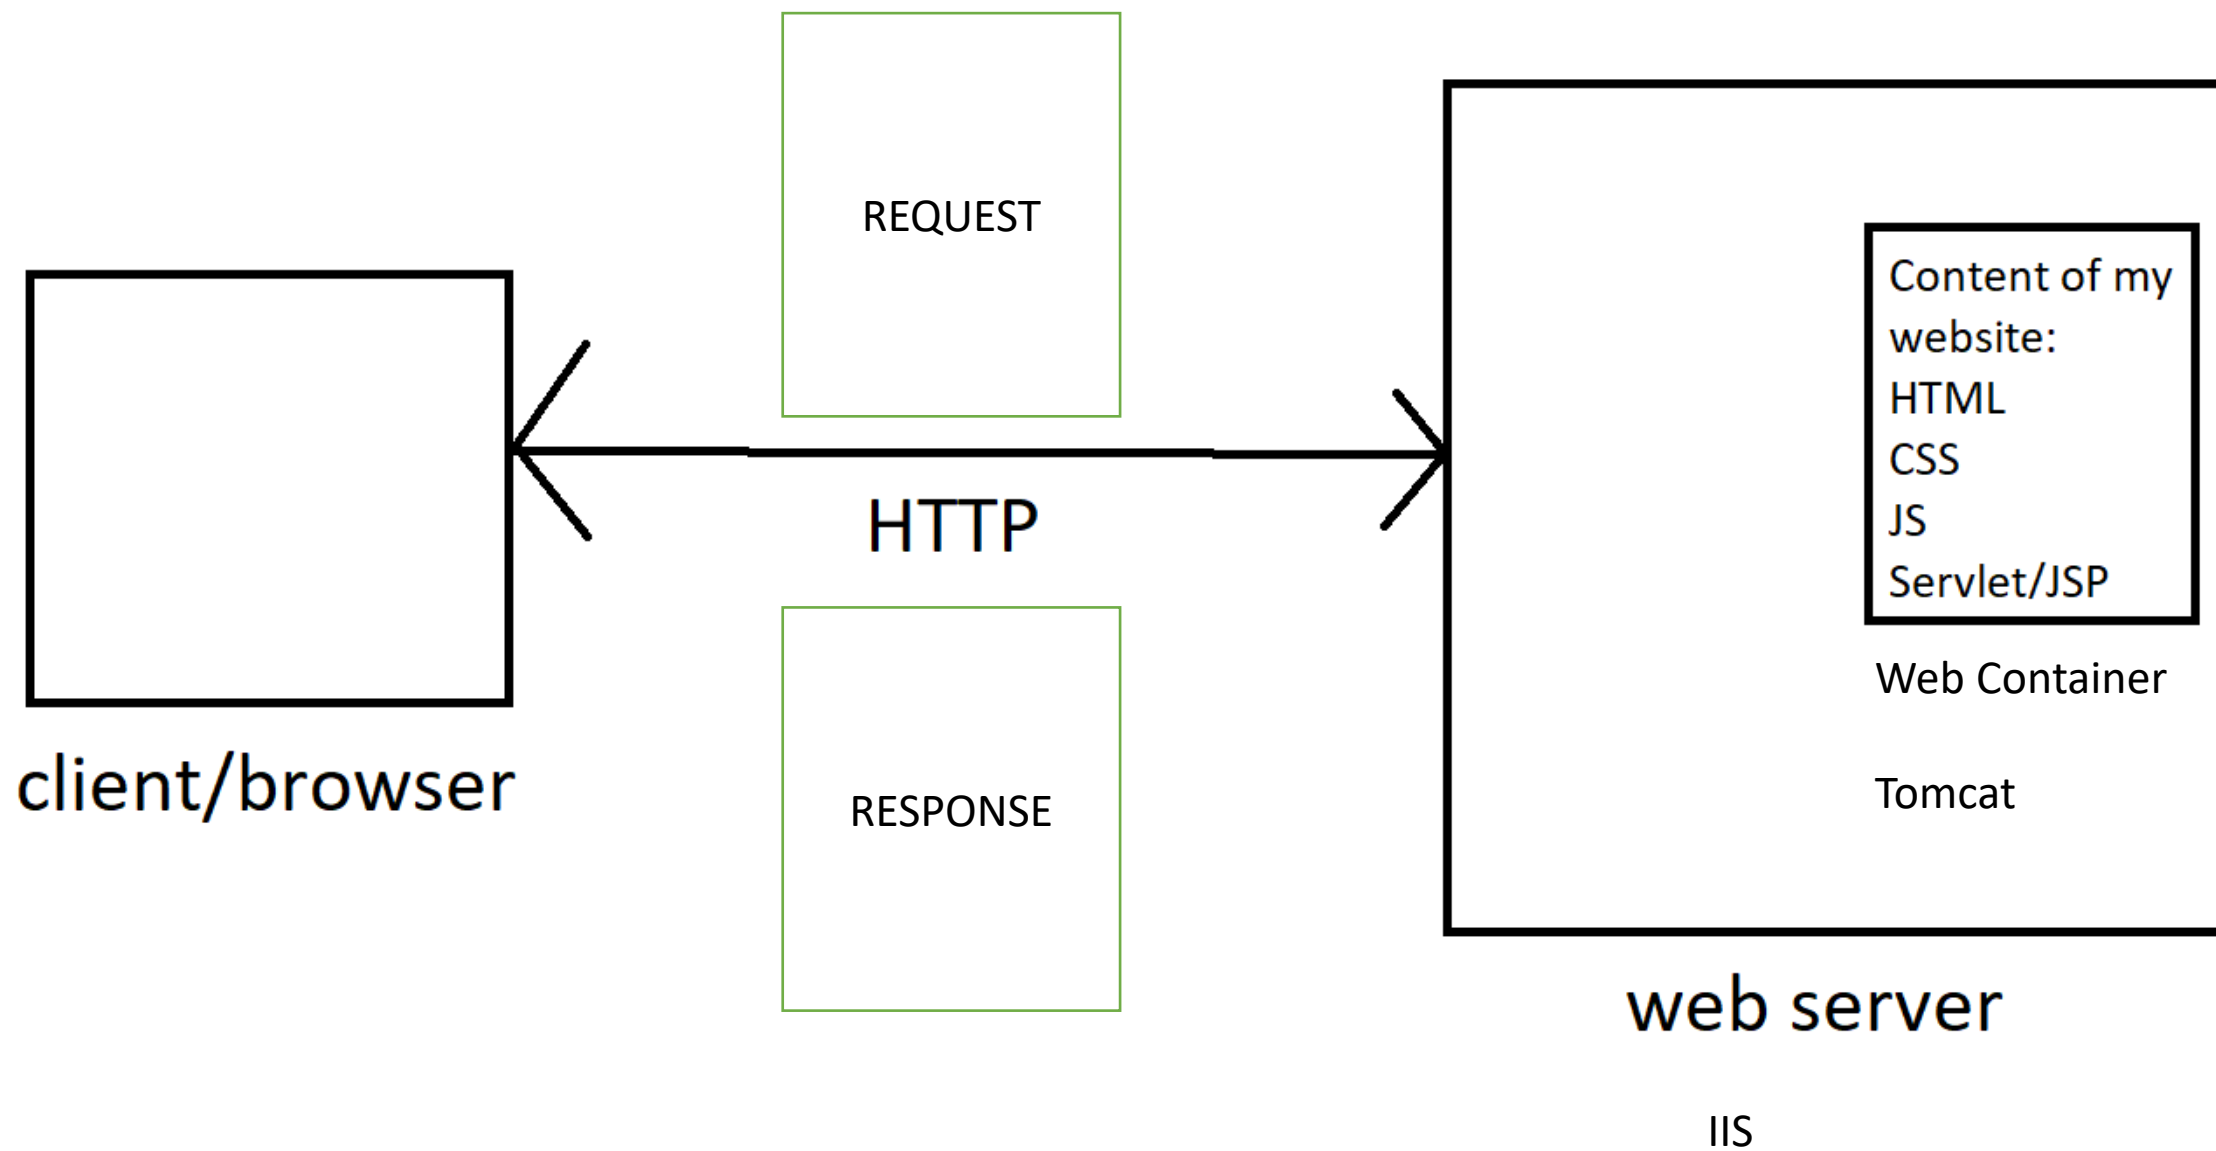 REQUEST
Content of my
website:
HTML
CSS
JS
Servlet/JSP
HTTP
Web Container
client/browser
Tomcat
RESPONSE
web server
IIS